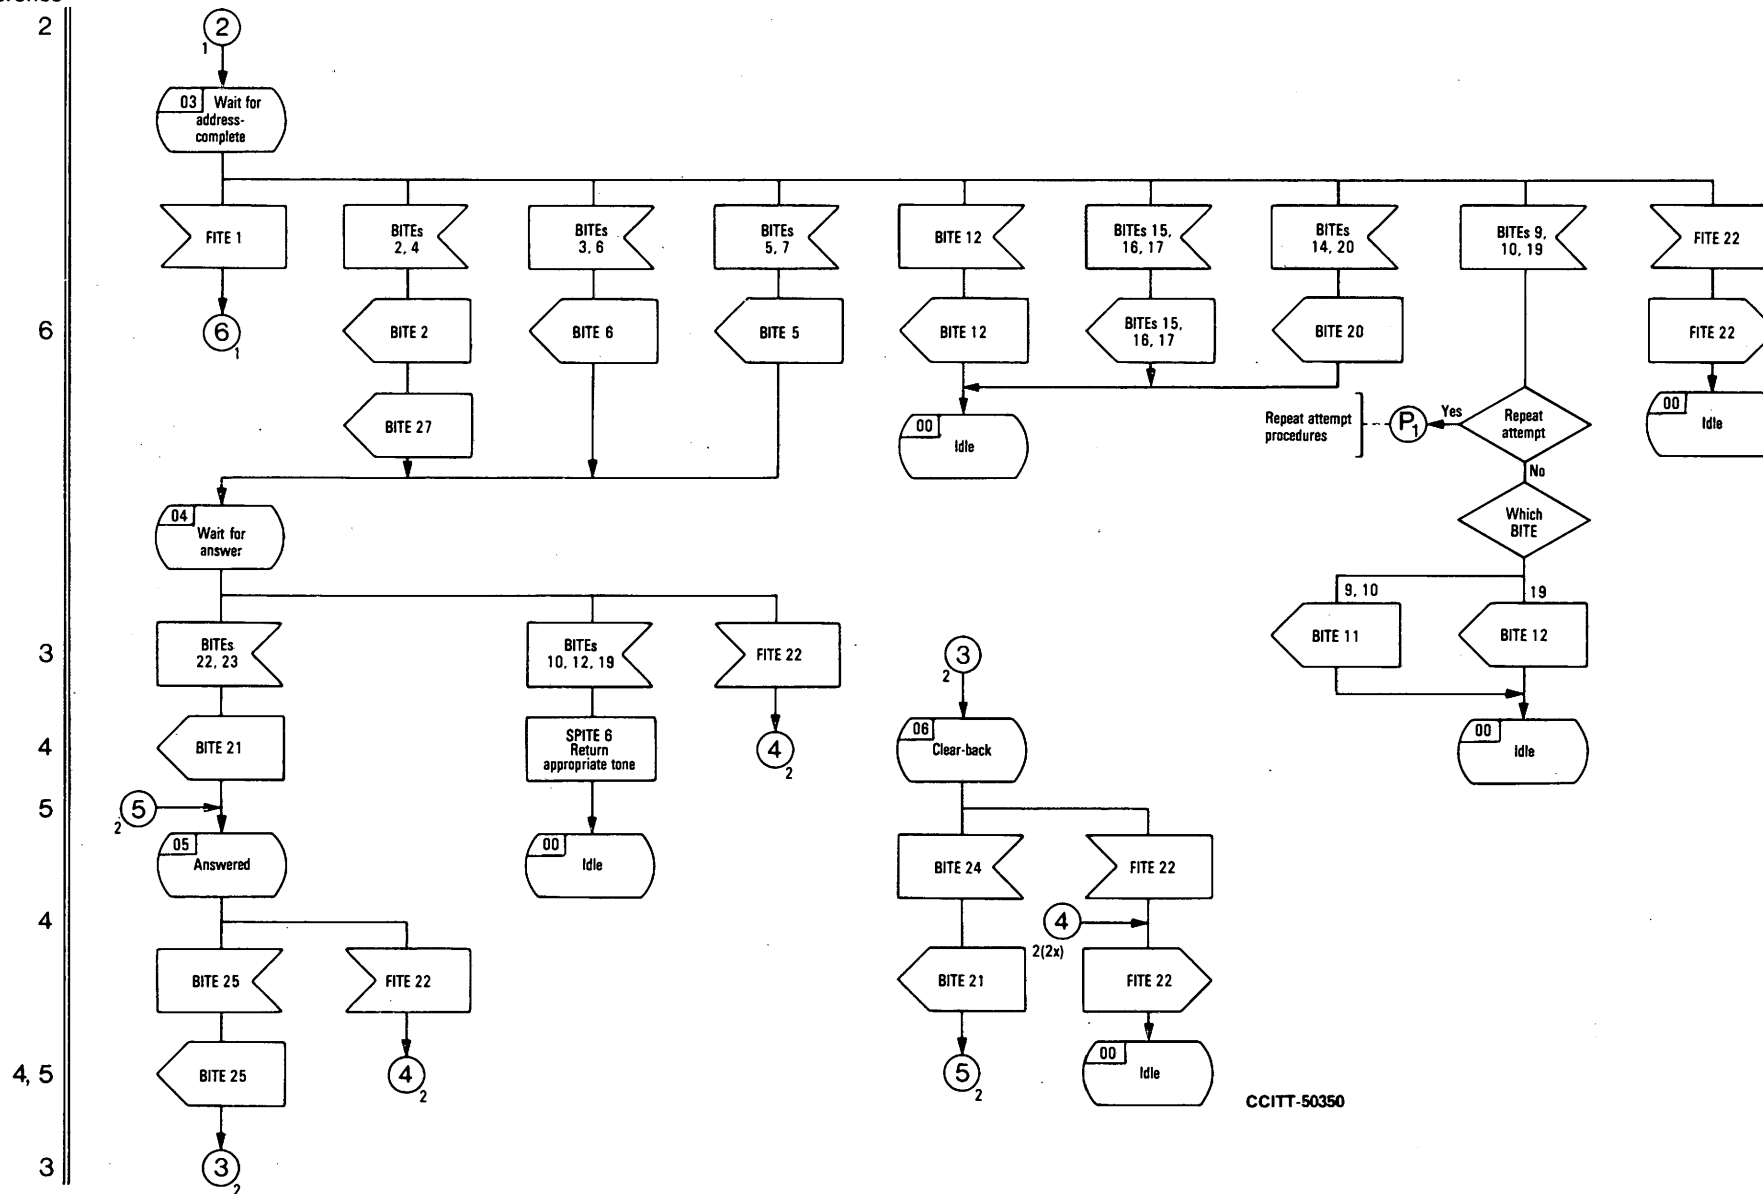 2
2
1
03 Wait for
address-
complete
FITE 1
BITEs
2, 4
BITEs
3, 6
BITEs
5, 7
BITE 12
BITEs 15,
16, 17
BITEs
14, 20
BITEs 9,
10, 19
FITE 22
6
6
1
BITE 2
BITE 6
BITE 5
BITE 12
BITEs 15,
16, 17
BITE 20
FITE 22
BITE 27
00
Idle
Repeat attempt
procedures
P1
Yes
Repeat
attempt
00
Idle
No
04
Wait for
answer
Which
BITE
9, 10
19
3
BITEs
22, 23
BITEs
10, 12, 19
FITE 22
3
2
BITE 11
BITE 12
4
BITE 21
SPITE 6
Return
appropriate tone
4
2
06
Clear-back
00
Idle
5
5
2
05
Answered
00
Idle
BITE 24
FITE 22
4
4
2(2x)
BITE 25
FITE 22
BITE 21
FITE 22
4, 5
BITE 25
4
2
5
2
00
Idle
CCITT-50350
3
3
2